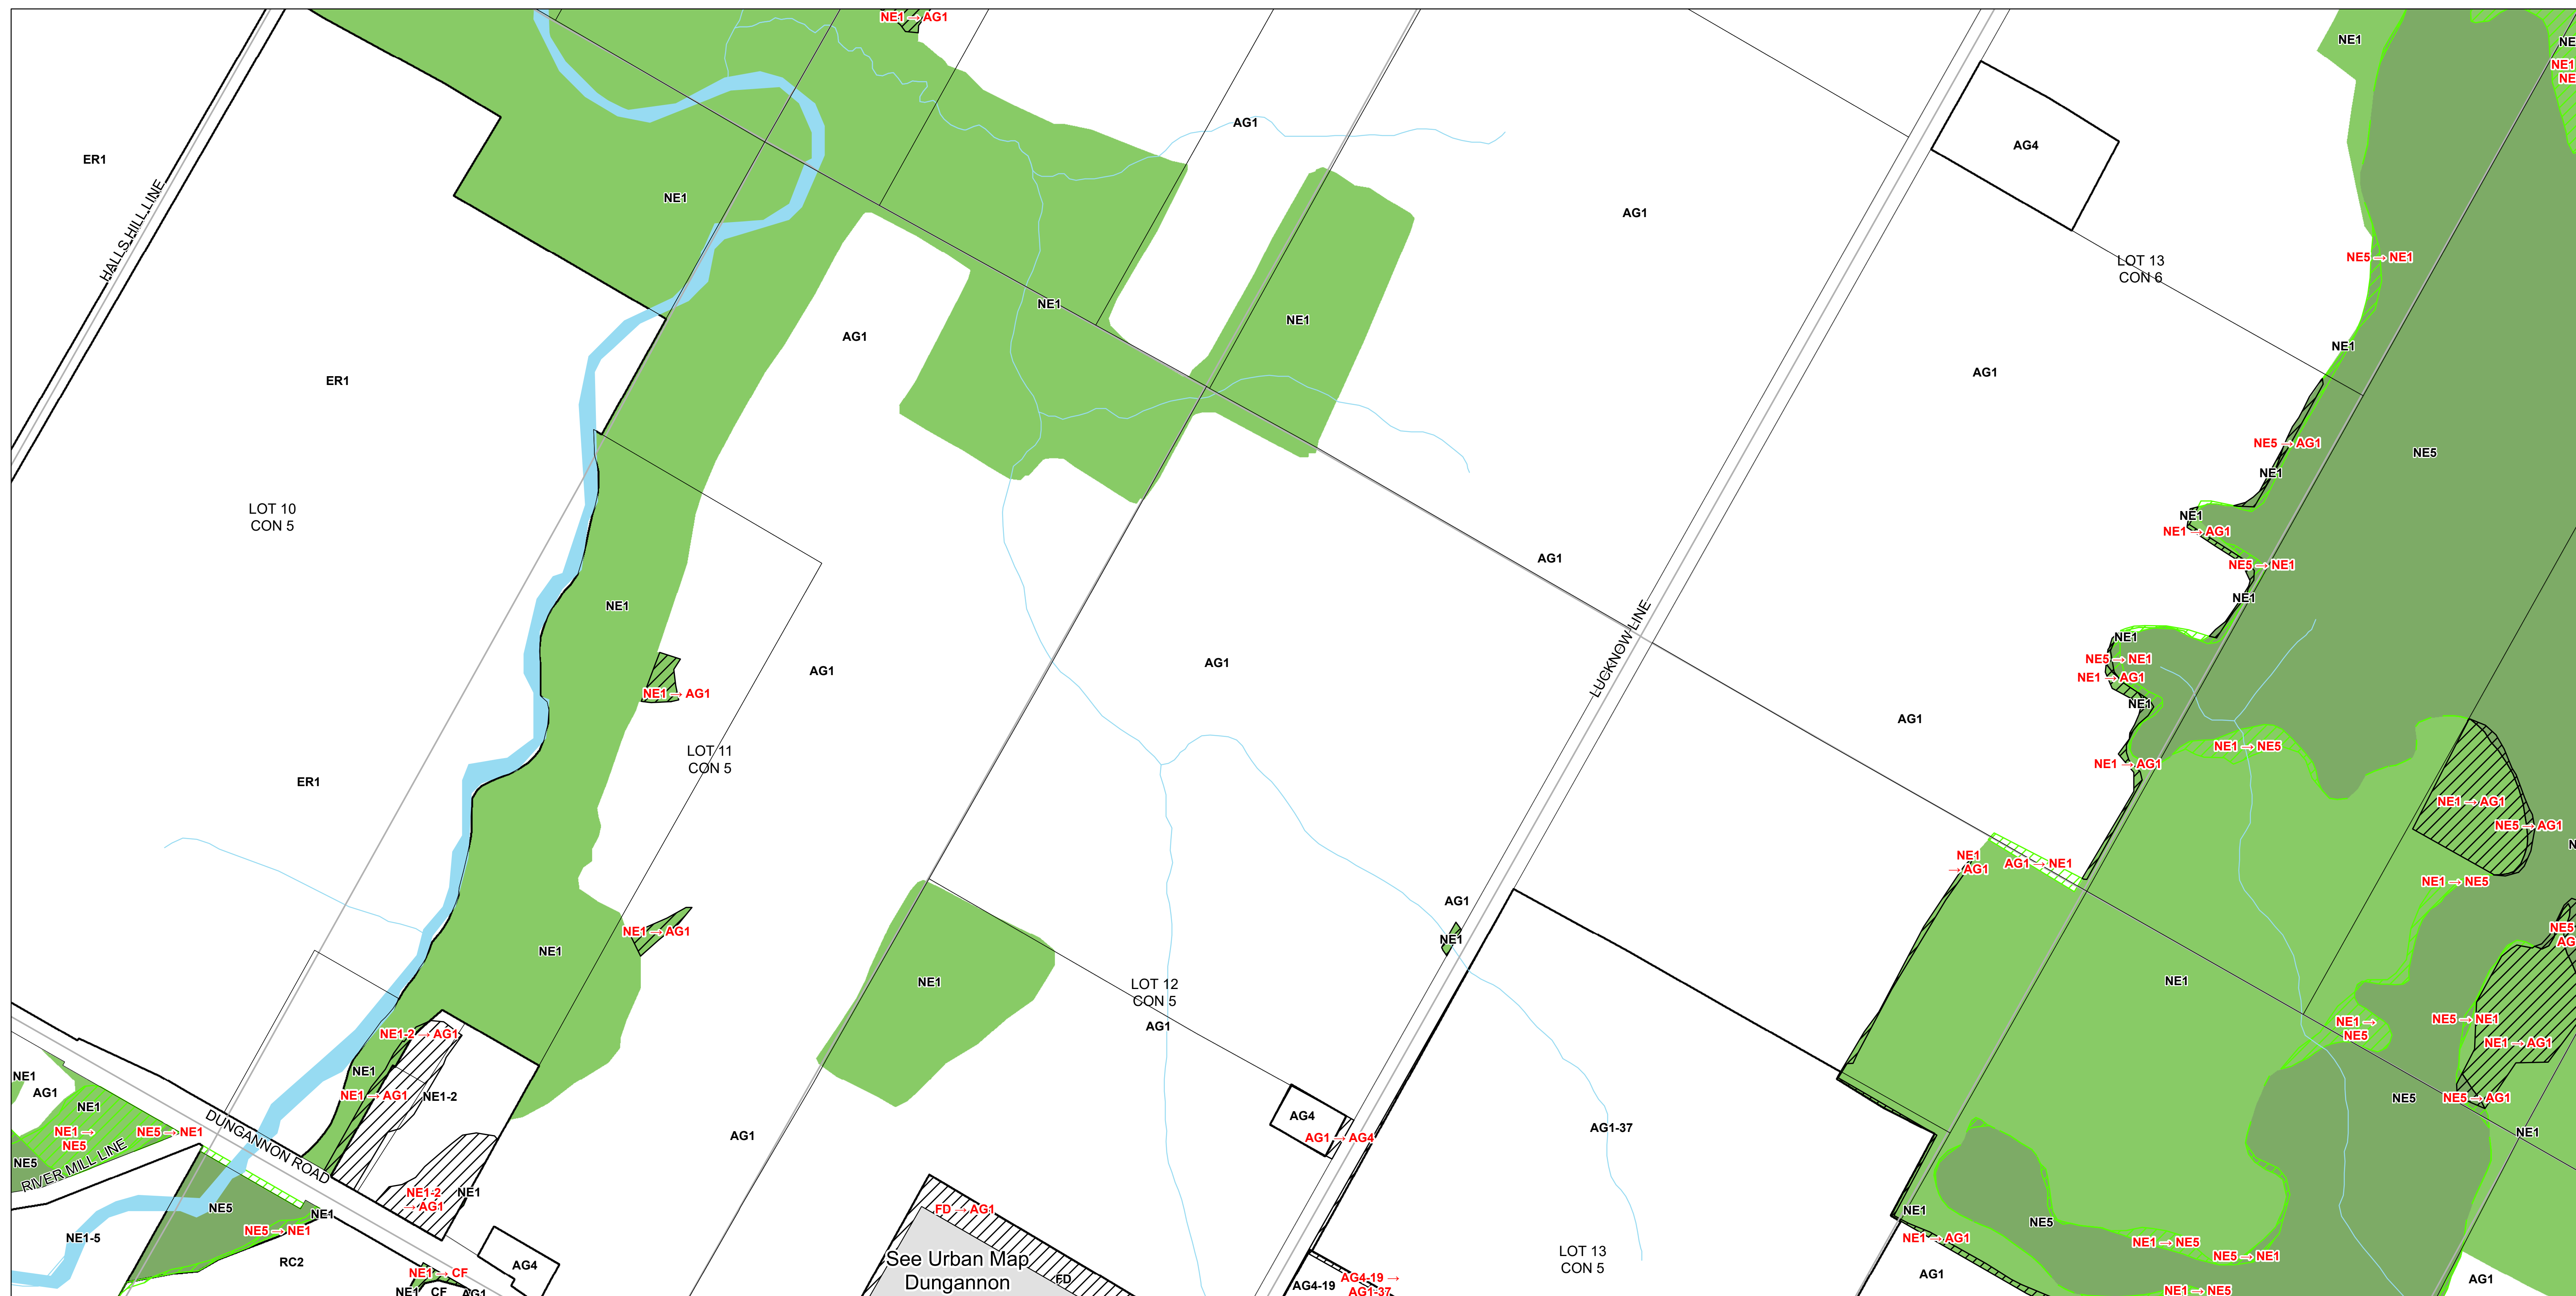 NE1 → AG1
NE1
NE
NE1
NE
AG1
AG4
ER1
HALLS HILL LINE
NE1
AG1
NE5 → NE1
LOT 13
CON 6
NE1
NE1
AG1
NE1
AG1
ER1
NE5 → AG1
NE5
NE1
LOT 10
CON 5
NE1
NE1 → AG1
AG1
NE5 → NE1
NE1
NE1
LUCKNOW LINE
NE1
NE5 → NE1
AG1
AG1
NE1 → AG1
NE1 → AG1
NE1
AG1
NE1 → NE5
LOT 11
CON 5
NE1 → AG1
ER1
NE1 → AG1
NE5 → AG1
N
NE1
→ AG1
AG1 → NE1
NE1 → NE5
AG1
NE1 → AG1
NE5
AG
NE1
NE1
NE1
NE1
LOT 12
CON 5
AG1
NE1 →
NE5
NE5 → NE1
NE1 → AG1
NE1-2 → AG1
NE1
NE1
AG1
NE1
NE1 → AG1
NE1-2
NE5
NE5 → AG1
AG4
AG1 → AG4
AG1-37
AG1
NE1
NE1 →
NE5
NE5 → NE1
DUNGANNON ROAD
NE5
RIVER MILL LINE
NE1-2
→ AG1
NE1
NE5
NE1
NE5 → NE1
NE1-5
RC2
FD → AG1
NE1
NE5
NE1 → AG1
NE1 → NE5
NE5 → NE1
See Urban Map
Dungannon
FD
LOT 13
CON 5
AG4
NE1 → CF
NE1
CF
AG1
AG4-19
AG4-19 →
AG1-37
AG1
NE1 → NE5
AG1